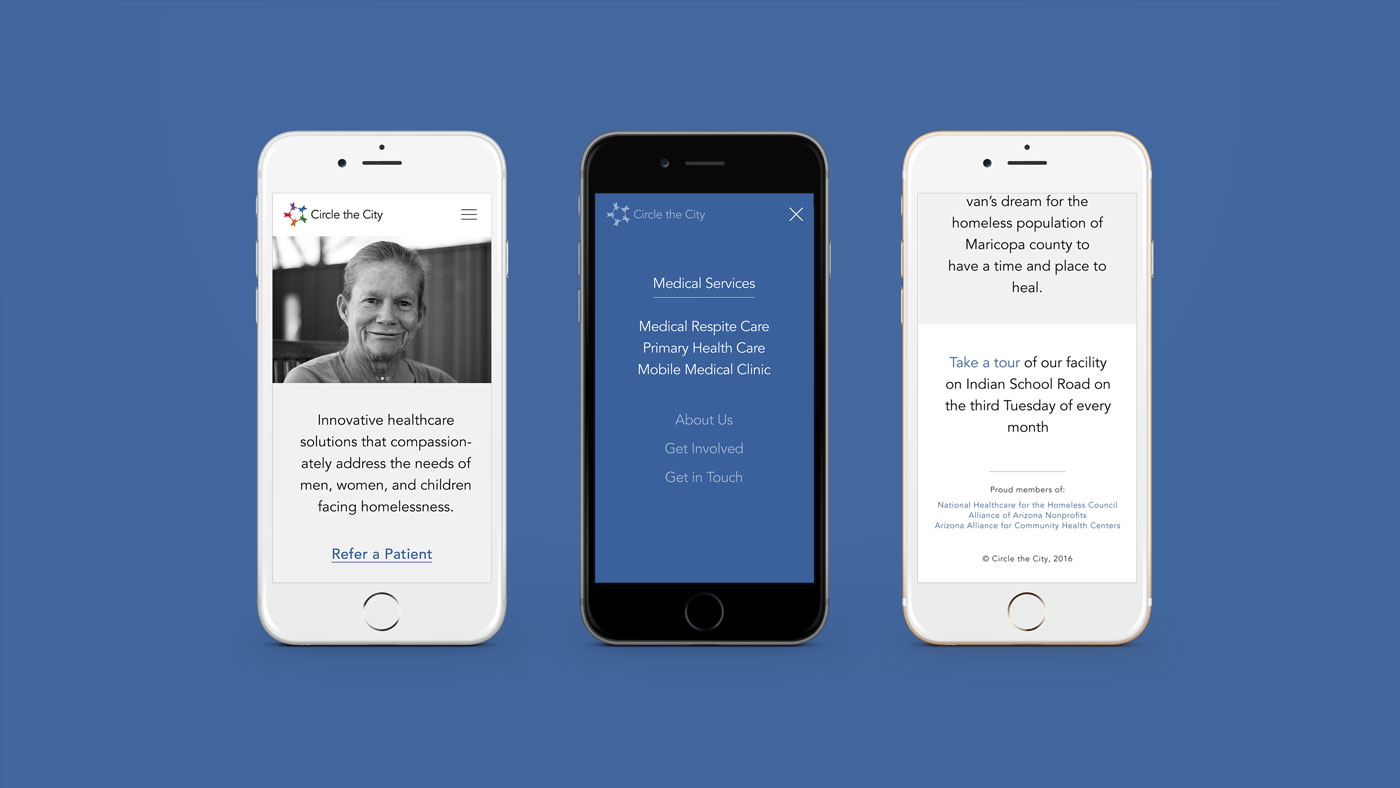 Circle the City
Innovative healthcare
solutions that compassion-
ately address the needs of
men, women, and children
facing homelessness.
Refer a Patient
Circle the City
Medical Services
Medical Respite Care
Primary Health Care
Mobile Medical Clinic
About Us
Get Involved
Get in Touch
van’s dream for the
homeless population of
Maricopa county to
have a time and place to
heal.
Take a tour of our facility
on Indian School Road on
the third Tuesday of every
month
Proud members of:
National Healthcare for the Homeless Council
Alliance of Arizona Nonprofits
Arizona Alliance for Community Health Centers
© Circle the City, 2016